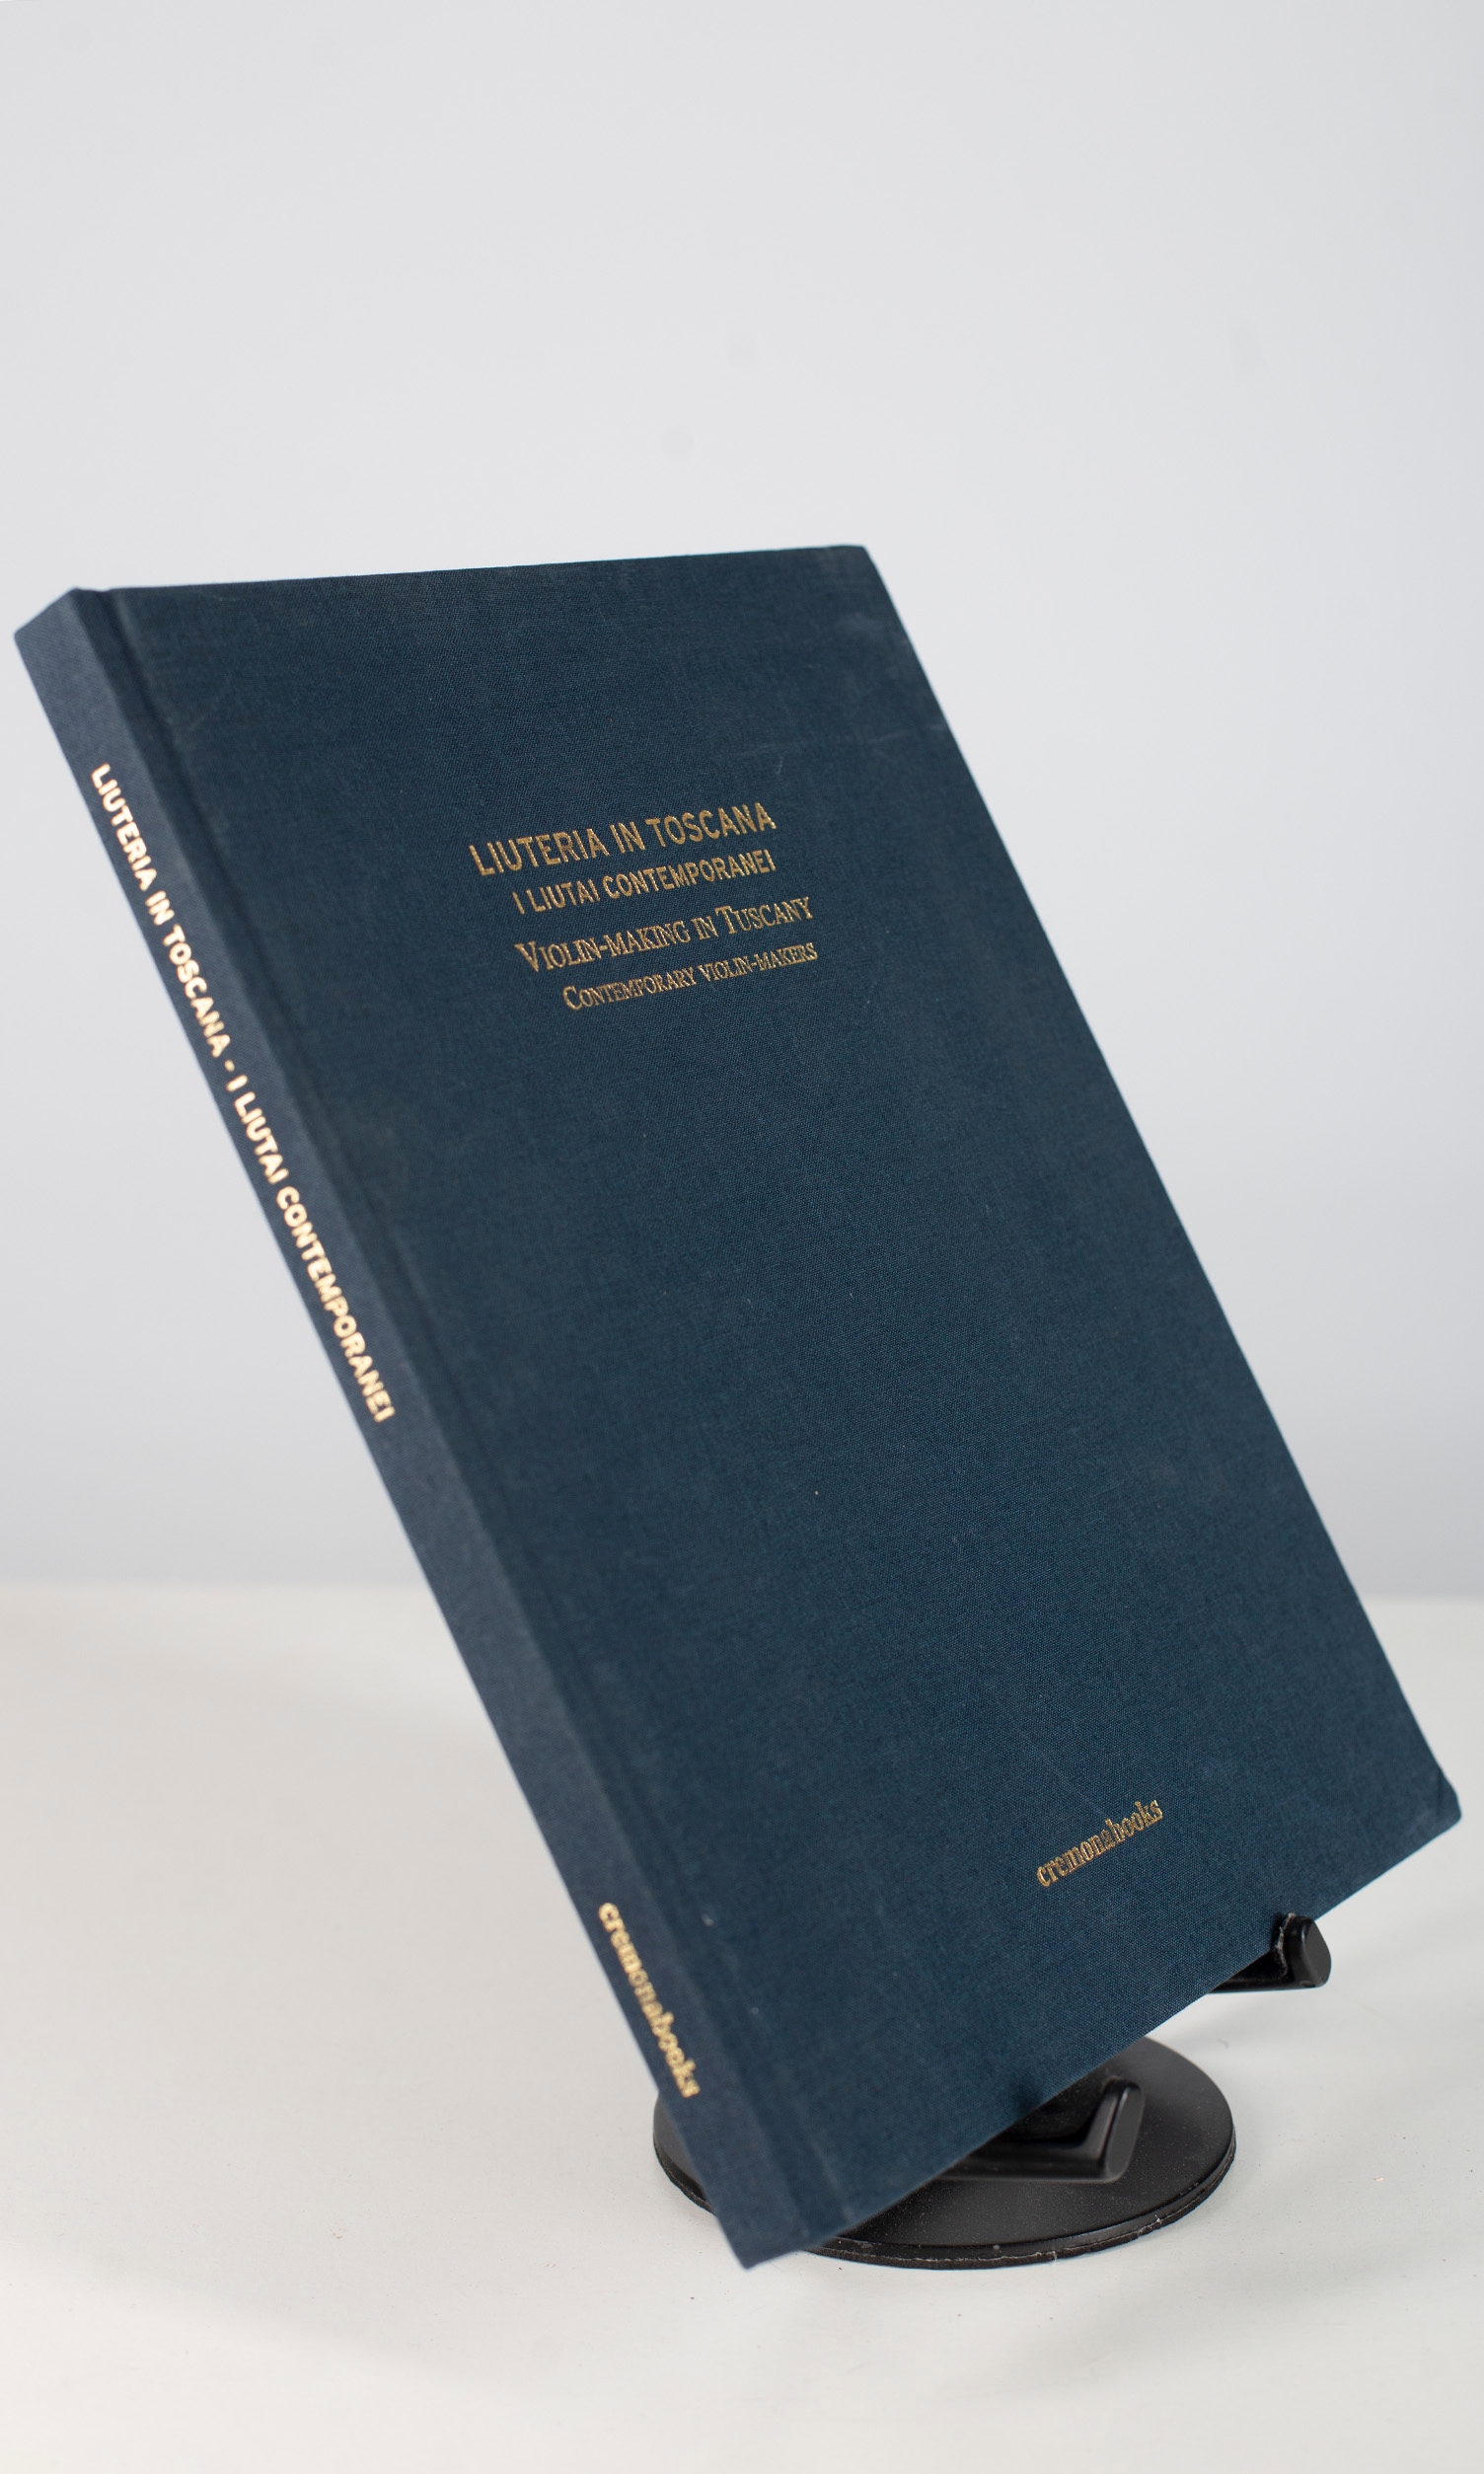 LIUTERIA IN TOSCANA
I LIUTAI CONTEMPORANEI
VIOLIN-MAKING IN TUSCANY
CONTEMPORARY VIOLIN-MAKERS
cremonabooks
LIUTERIA IN TOSCANA - I LIUTAI CONTEMPORANEI
cremonabooks